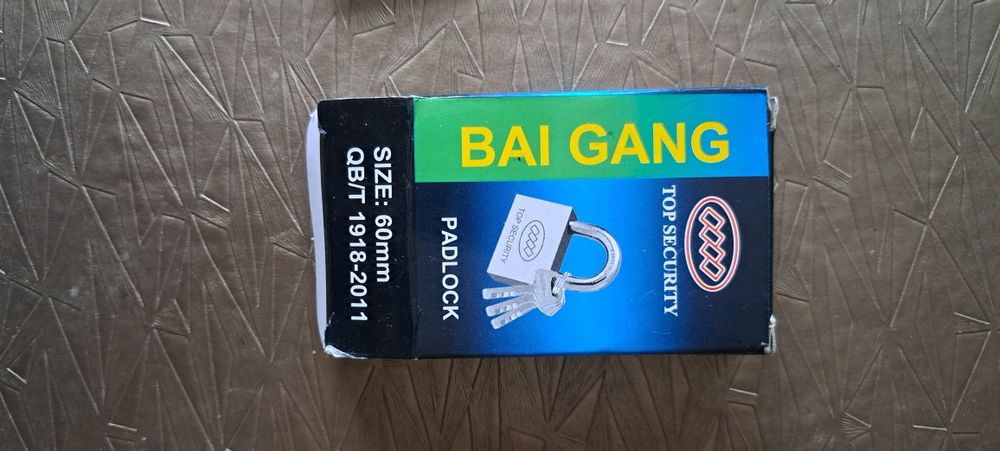 BAI GANG
TOP SECURITY
TOP SECURITY
PADLOCK
SIZE: 60mm
QB/T 1918-2011